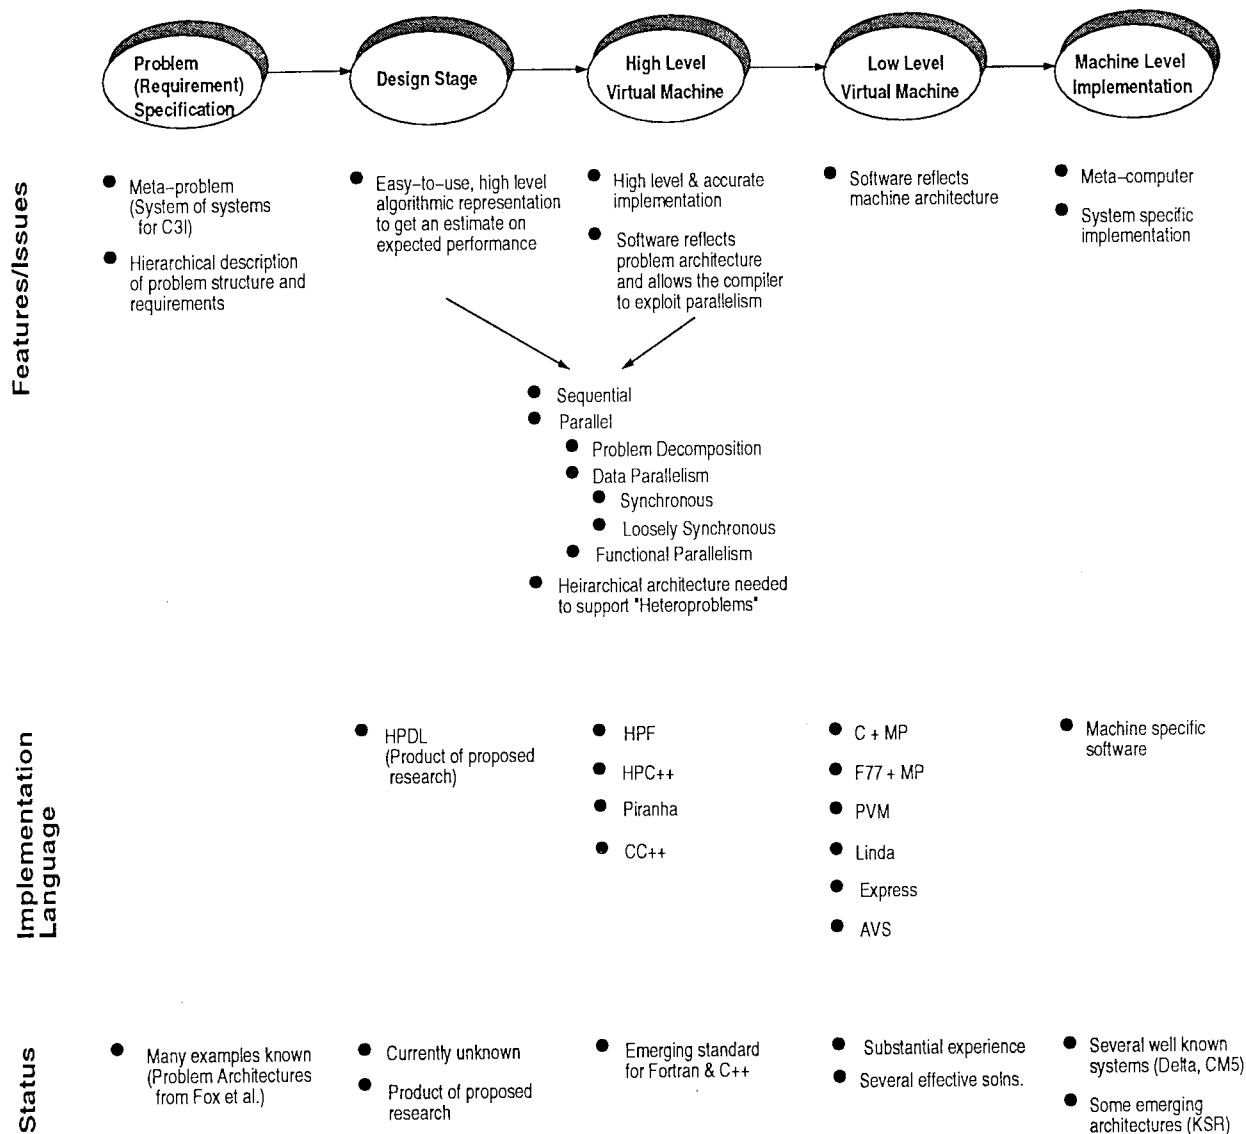 Problem
(Requirement)
Specification
Design Stage
High Level
Virtual Machine
Low Level
Virtual Machine
Machine Level
Implementation
Features/Issues
Meta-problem
(System of systems
for C3I)
Hierarchical description
of problem structure and
requirements
Easy-to-use, high level
algorithmic representation
to get an estimate on
expected performance
High level & accurate
implementation
Software reflects
problem architecture
and allows the compiler
to exploit parallelism
Software reflects
machine architecture
Meta-computer
System specific
implementation
Sequential
Parallel
Problem Decomposition
Data Parallelism
Synchronous
Loosely Synchronous
Functional Parallelism
Heirarchical architecture needed
to support "Heteroproblems"
Implementation
Language
HPDL
(Product of proposed
research)
HPF
HPC++
Piranha
CC++
C + MP
F77 + MP
PVM
Linda
Express
AVS
Machine specific
software
Status
Many examples known
(Problem Architectures
from Fox et al.)
Currently unknown
Product of proposed
research
Emerging standard
for Fortran & C++
Substantial experience
Several effective solns.
Several well known
systems (Delta, CM5)
Some emerging
architectures (KSR)